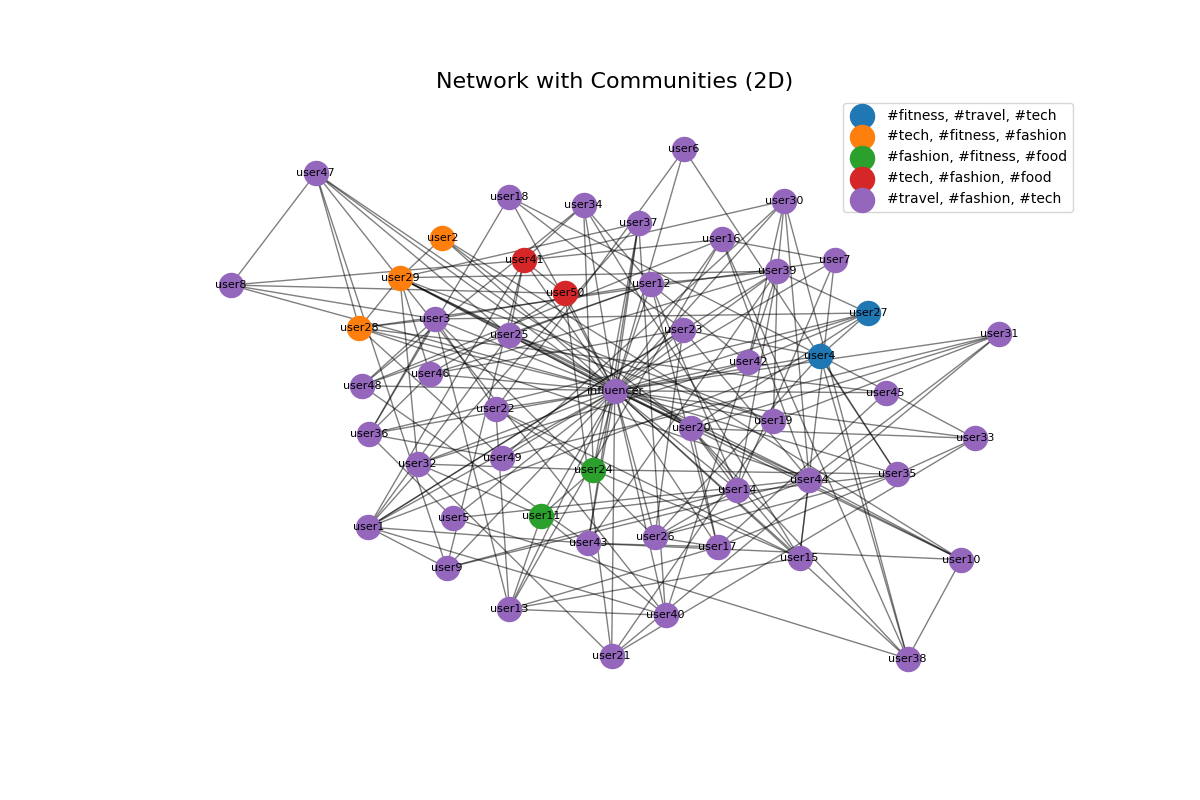 Network with Communities (2D)
#fitness, #travel, #tech
#tech, #fitness, #fashion
#fashion, #fitness, #food
#tech, #fashion, #food
#travel, #fashion, #tech
user6
user47
user18
user30
user34
user37
user2
user16
user41
user7
user39
user29
user8
user12
user50
user27
user3
user28
user23
user25
user31
user4
user42
user46
user48
influencer
user45
user22
user19
user20
user36
user33
user49
user32
user24
user35
user44
user14
user11
user5
user1
user26
user43
user17
user15
user10
user9
user13
user40
user21
user38